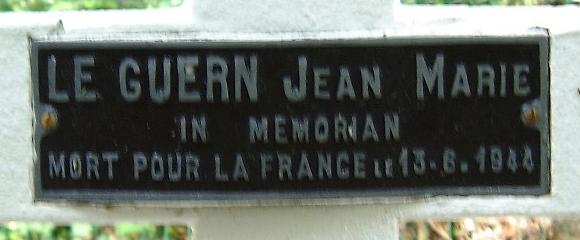 LE GUERN JEAN MARIE
IN MEMORIAN
MORT POUR LA FRANCE LE 13-6-1944